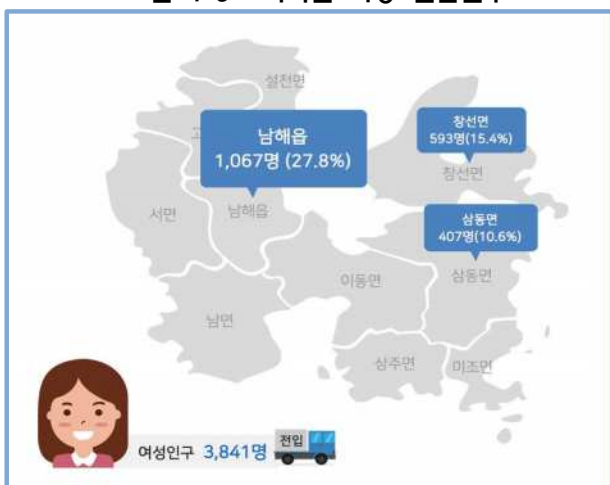 설천면
남해읍
1,067명 (27.8%)
창선면
593명(15.4%)
창선면
서면
남해읍
삼동면
407명(10.6%)
이동면
삼동면
남면
상주면
미조면
여성인구 3,841명
전입